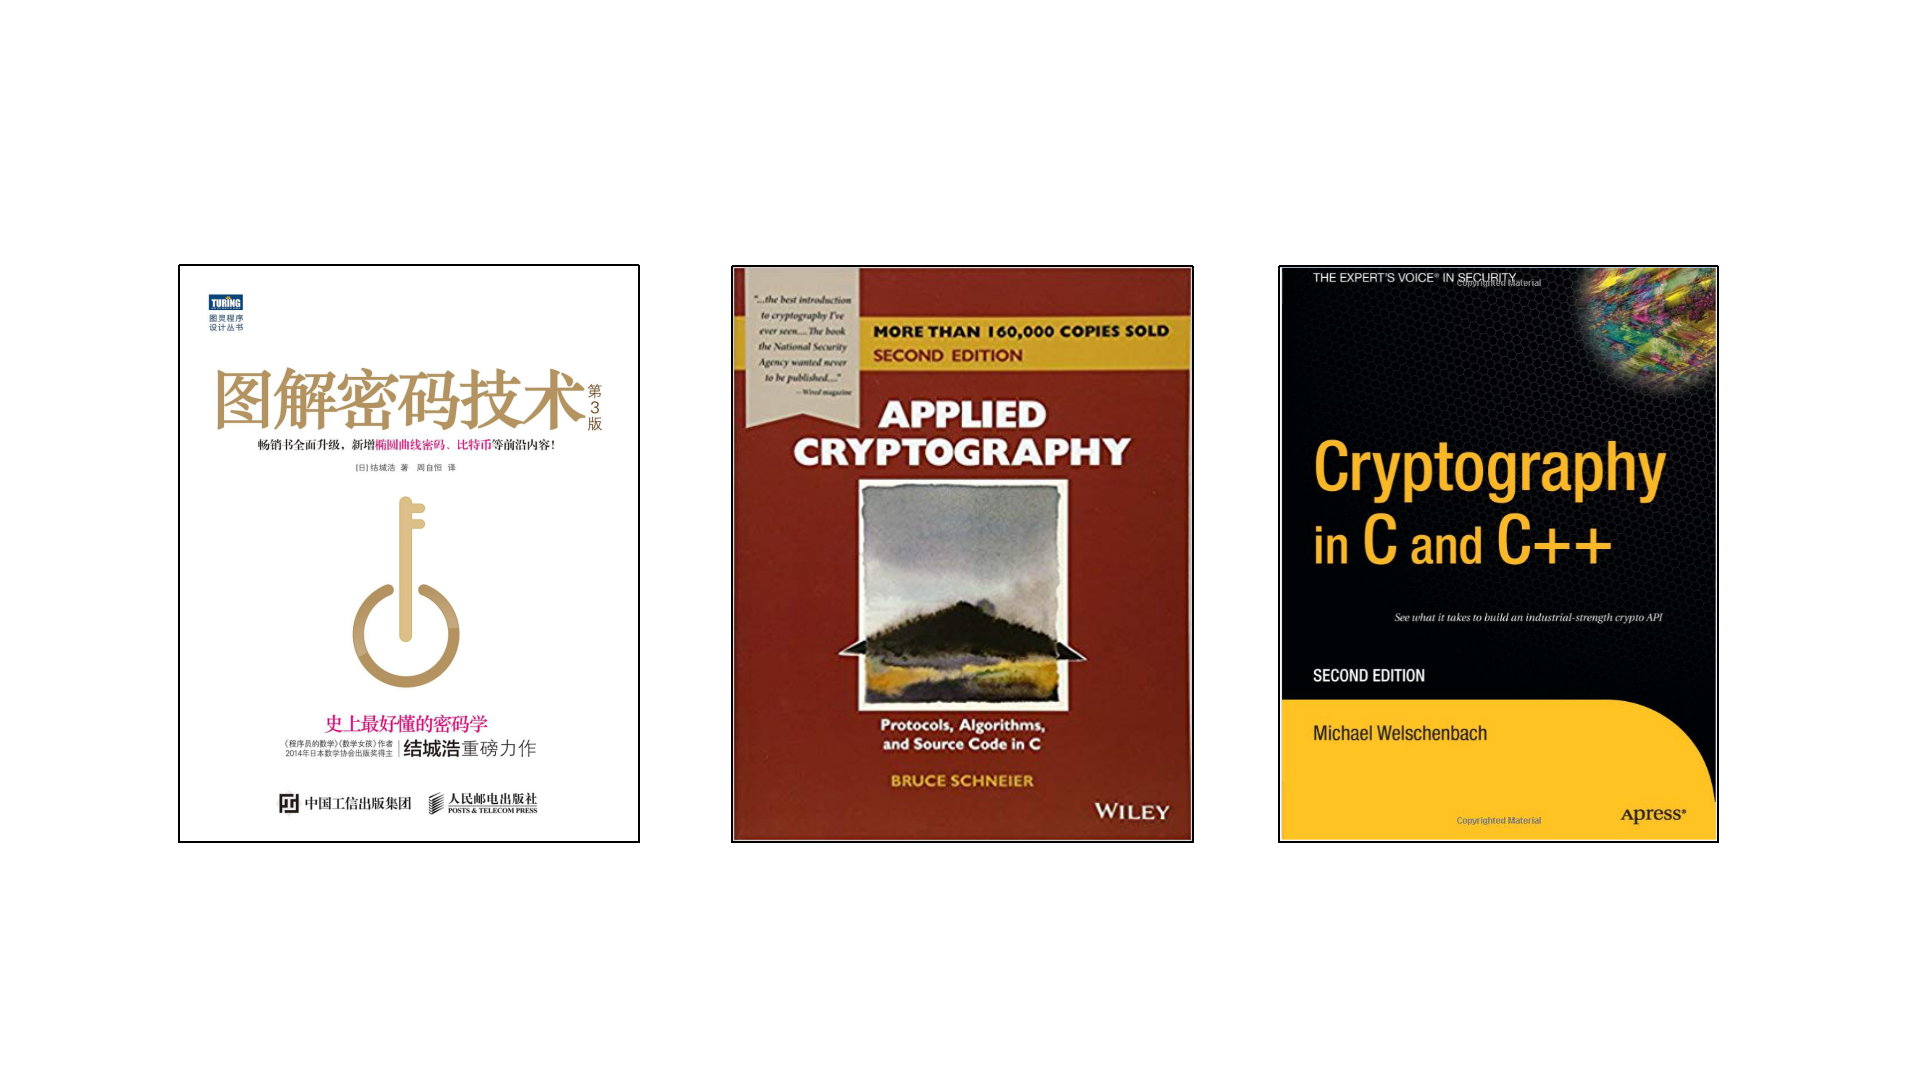 TURING
图灵程序
设计丛书
图解密码技术
第3版
畅销书全面升级，新增椭圆曲线密码、比特币等前沿内容！
[日] 结城浩 著 周自恒 译
史上最好懂的密码学
《程序员的数学》《数学女孩》作者
2014年日本数学协会出版奖得主
结城浩重磅力作
中国工信出版集团
人民邮电出版社
POSTS & TELECOM PRESS
"...the best introduction
to cryptography I've
ever seen.... The book
the National Security
Agency wanted never
to be published...."
—Wired magazine
MORE THAN 160,000 COPIES SOLD
SECOND EDITION
APPLIED
CRYPTOGRAPHY
Protocols, Algorithms,
and Source Code in C
BRUCE SCHNEIER
WILEY
THE EXPERT'S VOICE® IN SECURITY
Copyrighted Material
Cryptography
in C and C++
See what it takes to build an industrial-strength crypto API
SECOND EDITION
Michael Welschenbach
Copyrighted Material
Apress®